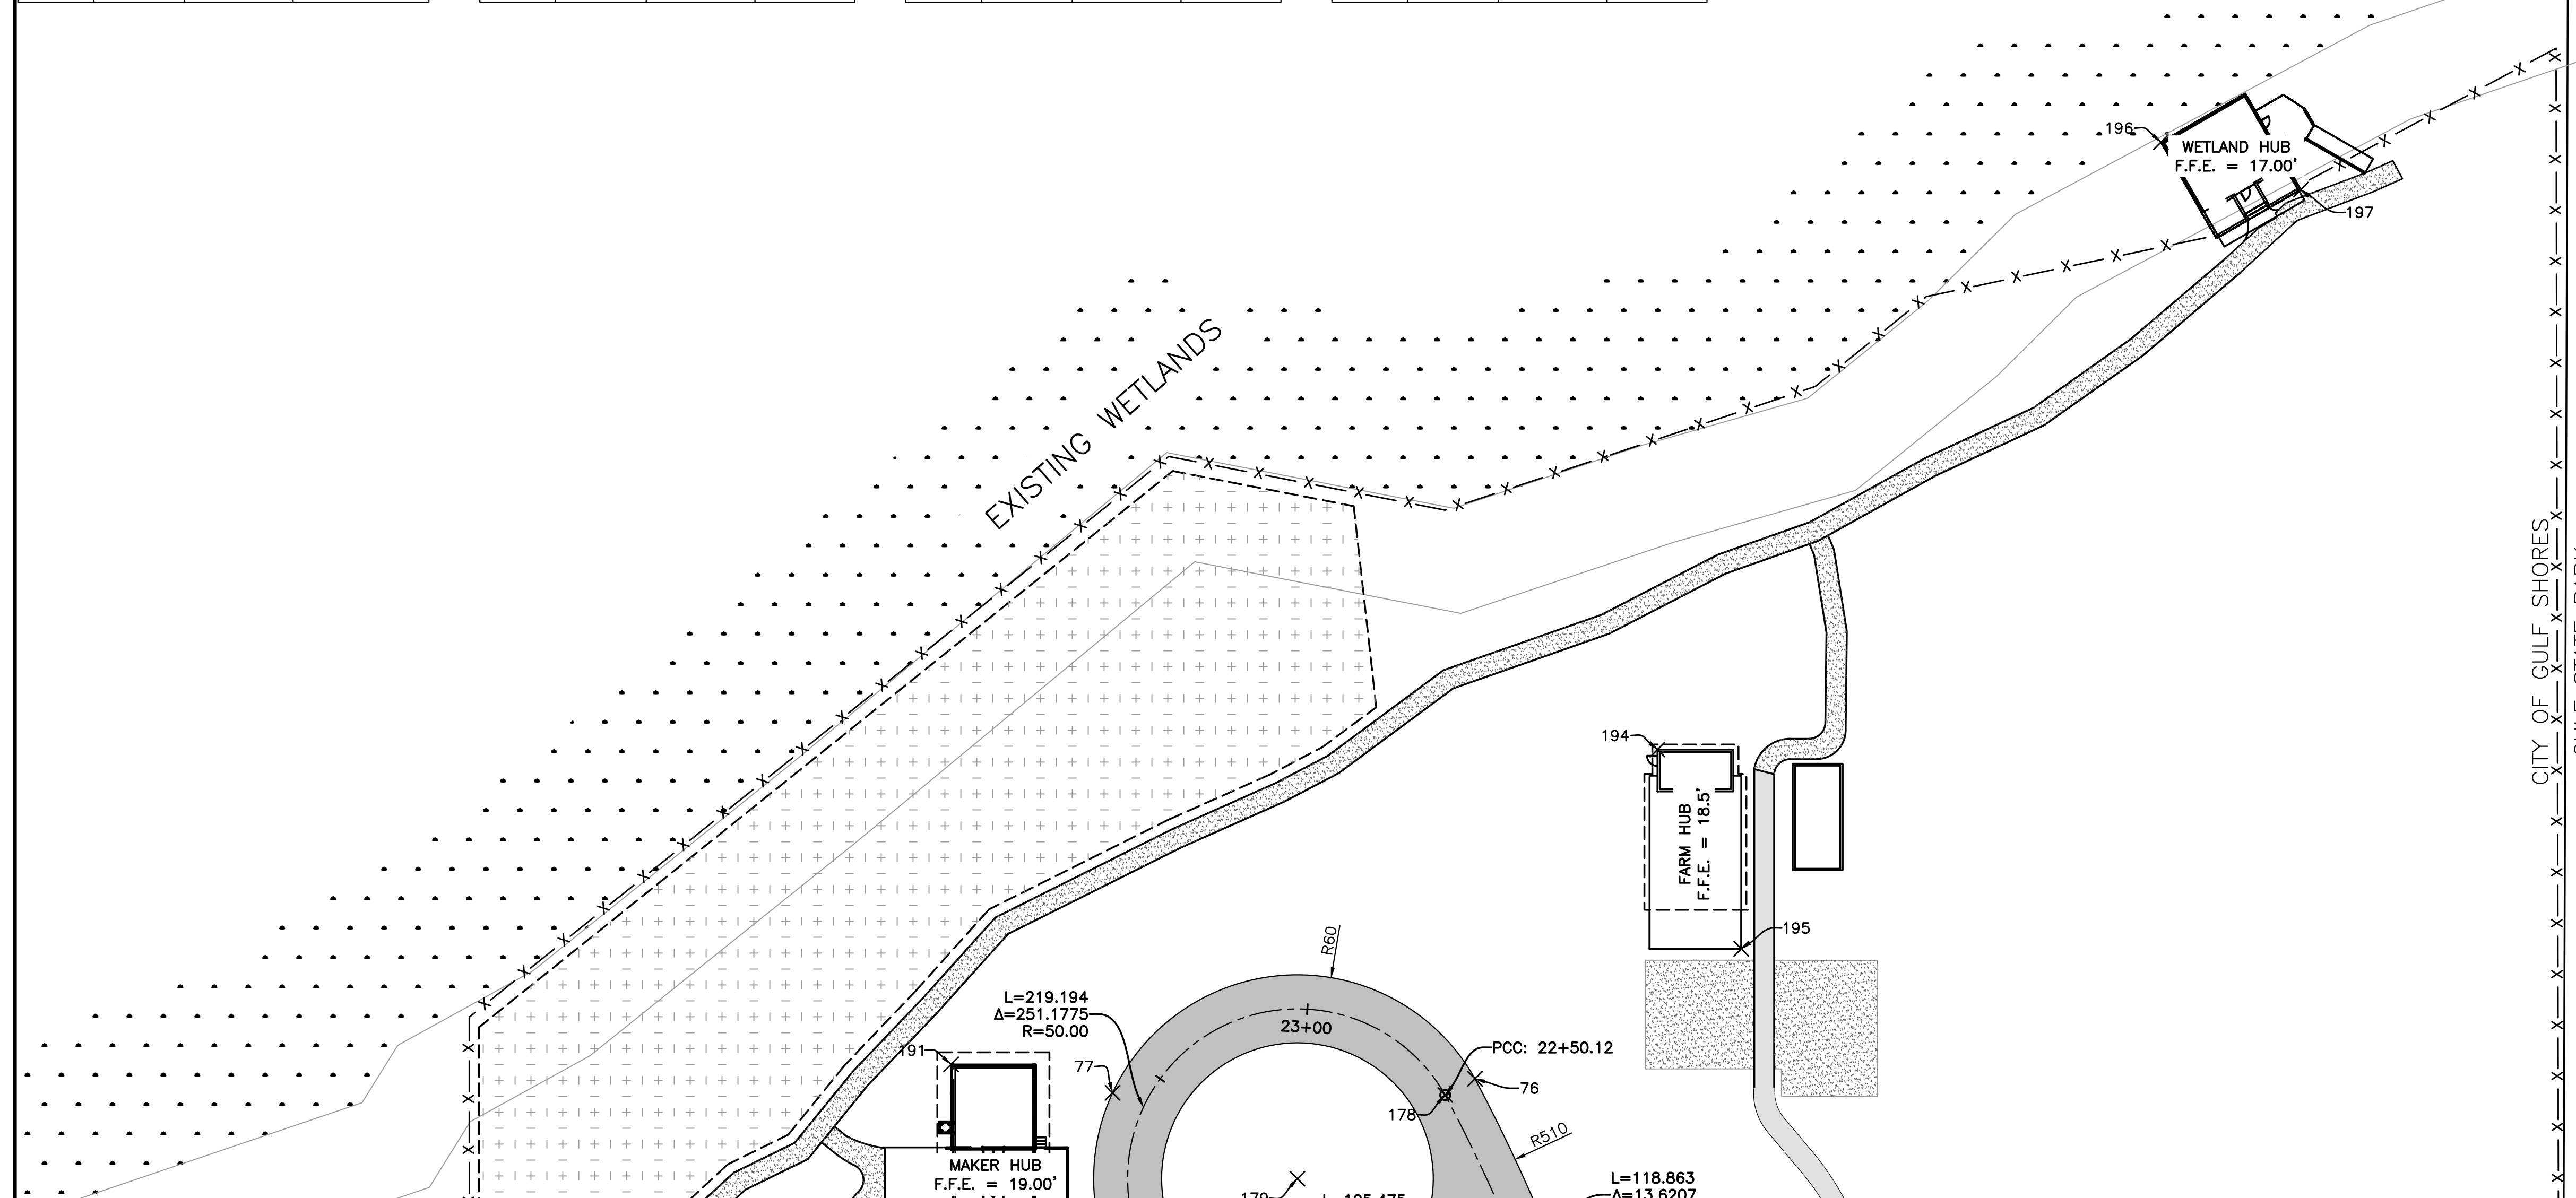 196
WETLAND HUB
F.F.E. = 17.00'
197
EXISTING WETLANDS
CITY OF GULF SHORES
194
FARM HUB
F.F.E. = 18.5'
195
R60
L=219.194
Δ=251.1775
R=50.00
23+00
191
77
PCC: 22+50.12
76
178
R510
MAKER HUB
F.F.E. = 19.00'
L=118.863
Δ=13.6207